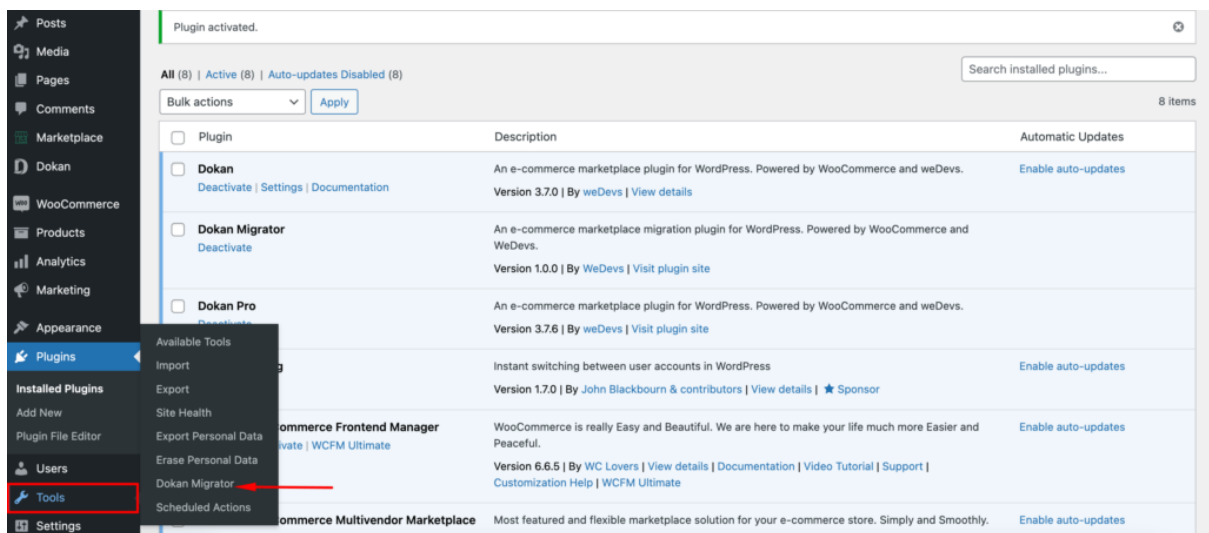 Posts
Media
Pages
Comments
Marketplace
Dokan
WooCommerce
Products
Analytics
Marketing
Appearance
Plugins
Installed Plugins
Add New
Plugin File Editor
Users
Tools
Settings
Available Tools
Import
Export
Site Health
Export Personal Data
Erase Personal Data
Dokan Migrator
Scheduled Actions
Plugin activated.
All (8) | Active (8) | Auto-updates Disabled (8)
Search installed plugins...
Bulk actions
Apply
8 items
Plugin Description Automatic Updates
Dokan
Deactivate | Settings | Documentation
An e-commerce marketplace plugin for WordPress. Powered by WooCommerce and weDevs.
Version 3.7.0 | By weDevs | View details
Enable auto-updates
Dokan Migrator
Deactivate
An e-commerce marketplace migration plugin for WordPress. Powered by WooCommerce and
WeDevs.
Version 1.0.0 | By WeDevs | Visit plugin site
Dokan Pro
Deactivate
An e-commerce marketplace plugin for WordPress. Powered by WooCommerce and weDevs.
Version 3.7.6 | By weDevs | Visit plugin site
g
Instant switching between user accounts in WordPress
Version 1.7.0 | By John Blackbourn & contributors | View details | Sponsor
Enable auto-updates
ommerce Frontend Manager
ivate | WCFM Ultimate
WooCommerce is really Easy and Beautiful. We are here to make your life much more Easier and
Peaceful.
Version 6.6.5 | By WC Lovers | View details | Documentation | Video Tutorial | Support |
Customization Help | WCFM Ultimate
Enable auto-updates
ommerce Multivendor Marketplace
Most featured and flexible marketplace solution for your e-commerce store. Simply and Smoothly.
Enable auto-updates